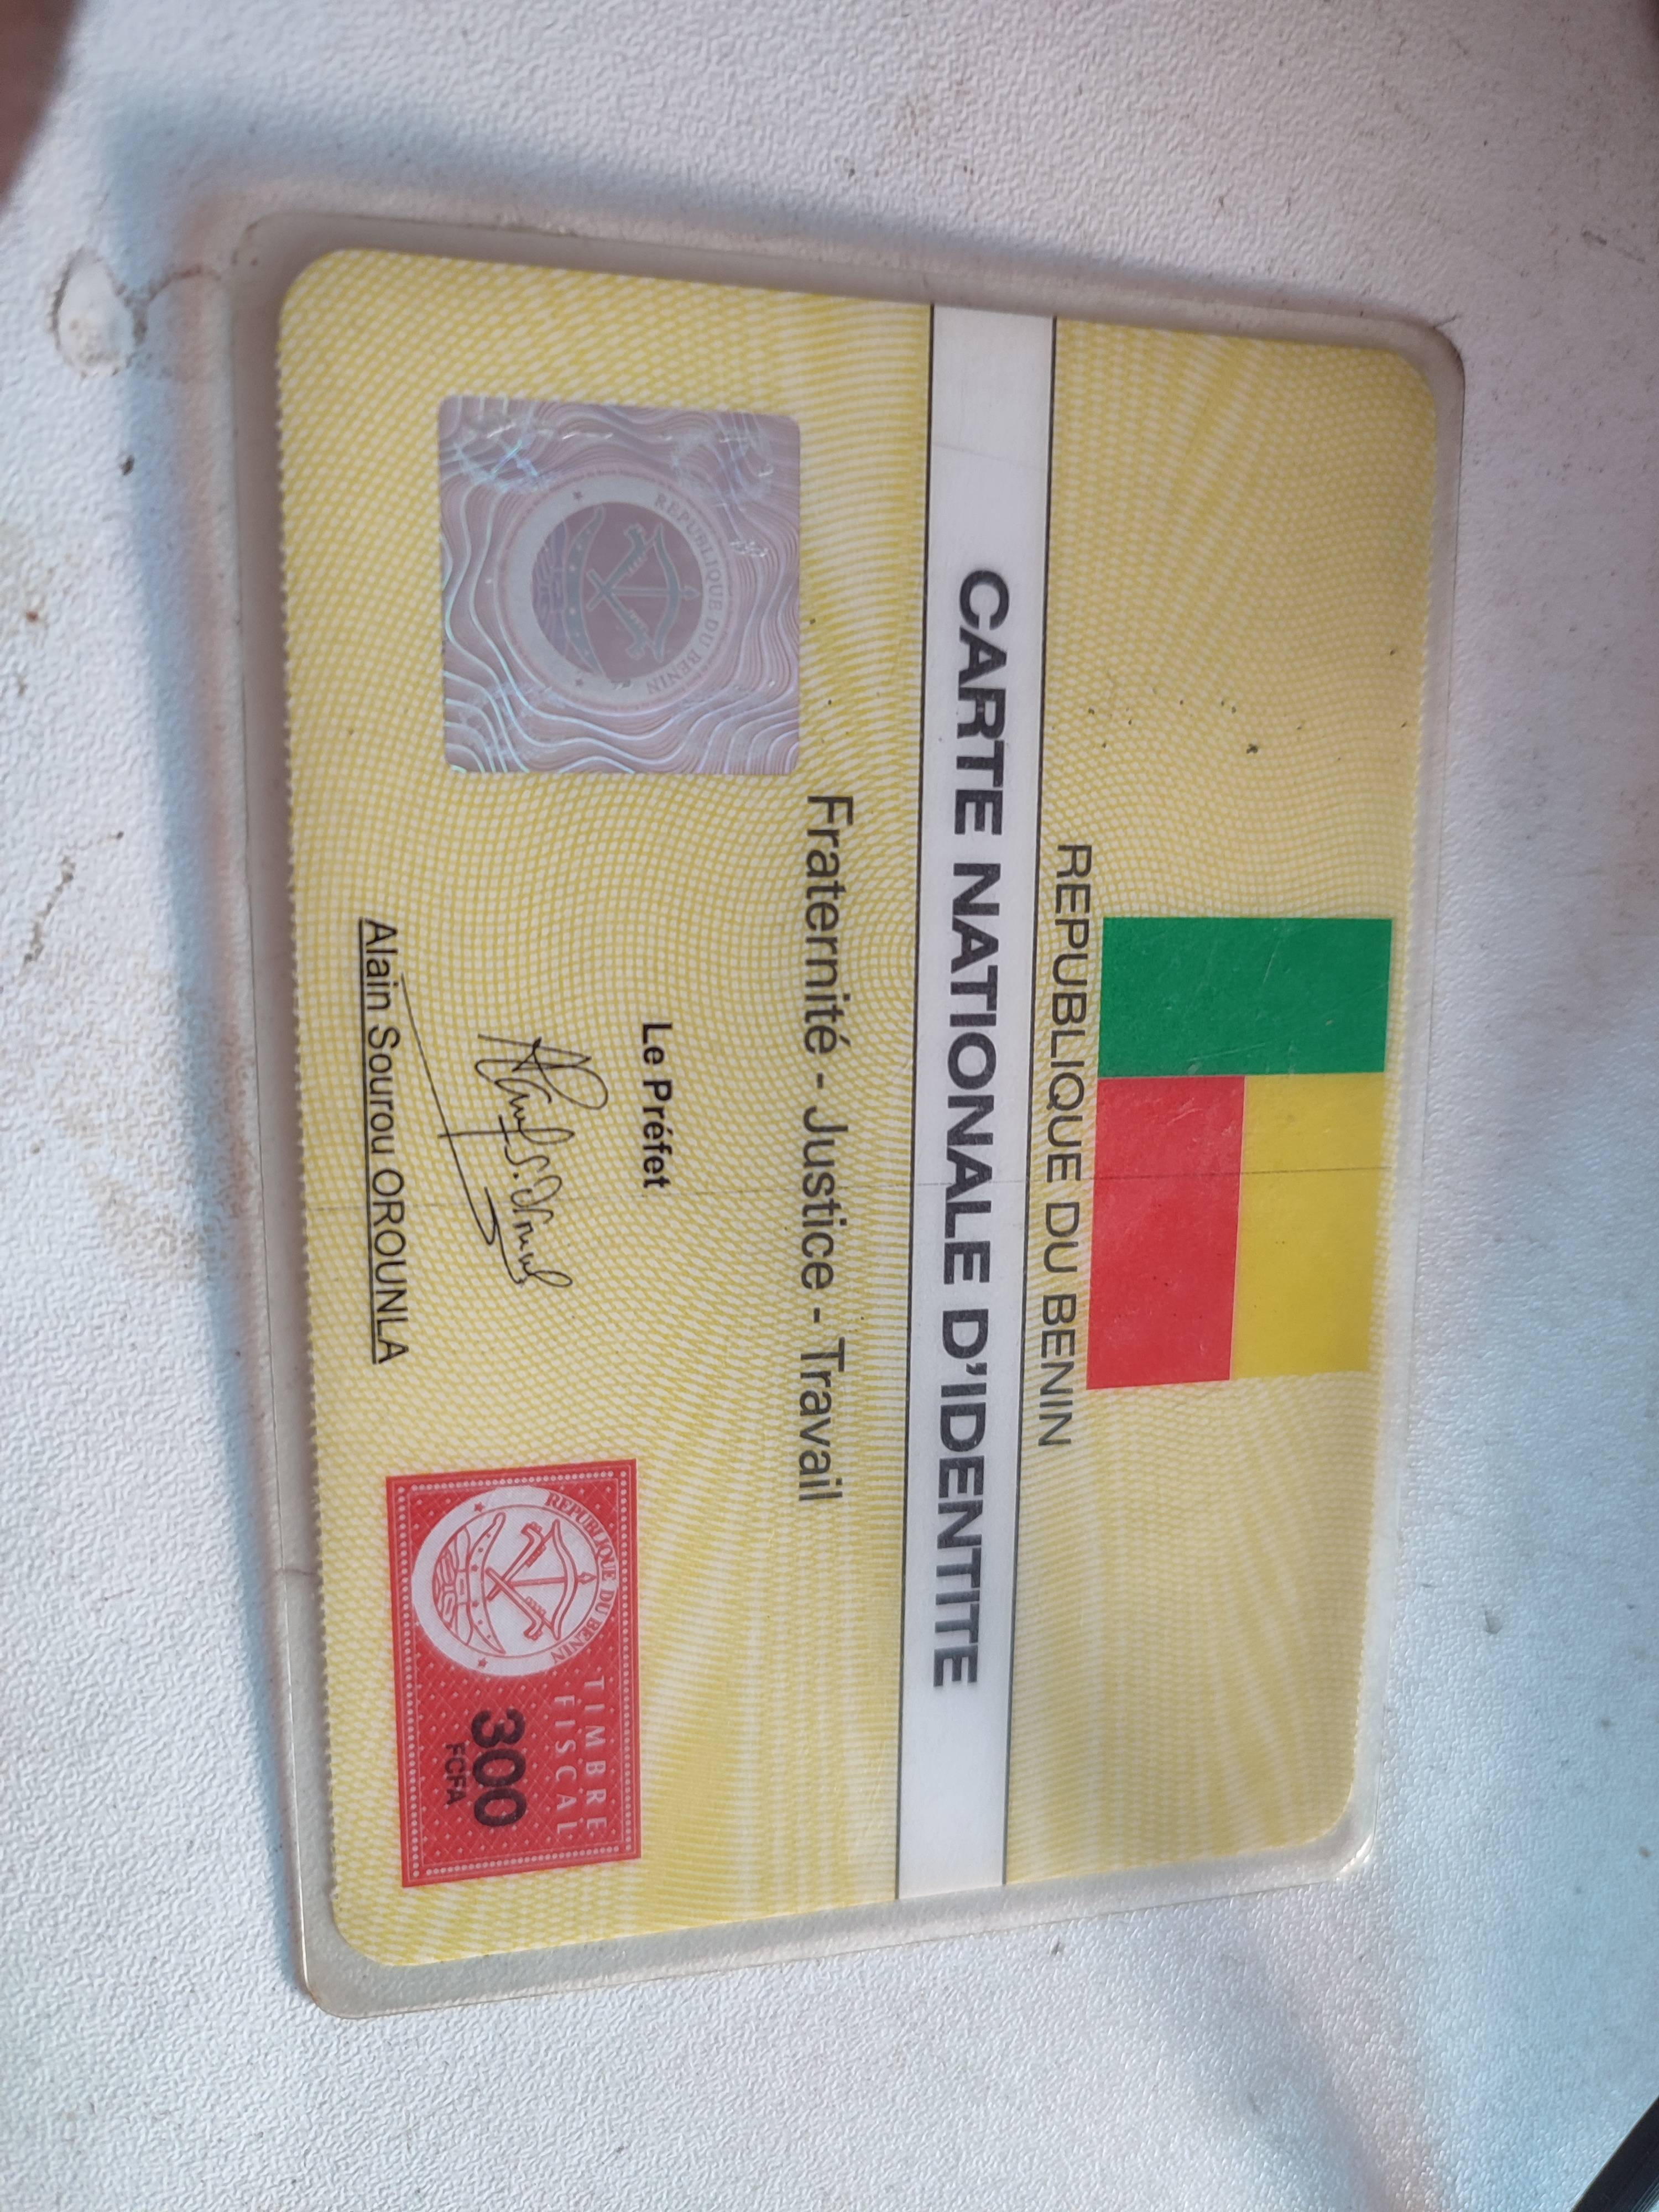 REPUBLIQUE DU BENIN
CARTE NATIONALE D'IDENTITE
Fraternité - Justice - Travail
REPUBLIQUE DU BENIN
Le Préfet
Alain Sourou OROUNLA
REPUBLIQUE DU BENIN
TIMBRE
FISCAL
300
FCFA